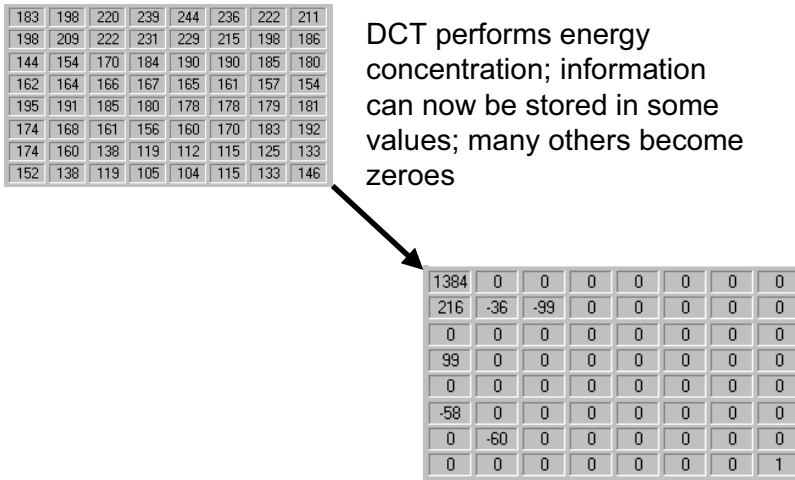 183 198 220 239 244 236 222 211
198 209 222 231 229 215 198 186
144 154 170 184 190 190 185 180
162 164 166 167 165 161 157 154
195 191 185 180 178 178 179 181
174 168 161 156 160 170 183 192
174 160 138 119 112 115 125 133
152 138 119 105 104 115 133 146
DCT performs energy
concentration; information
can now be stored in some
values; many others become
zeroes
1384 0 0 0 0 0 0 0
216 -36 -99 0 0 0 0 0
0 0 0 0 0 0 0 0
99 0 0 0 0 0 0 0
0 0 0 0 0 0 0 0
-58 0 0 0 0 0 0 0
0 -60 0 0 0 0 0 0
0 0 0 0 0 0 0 1